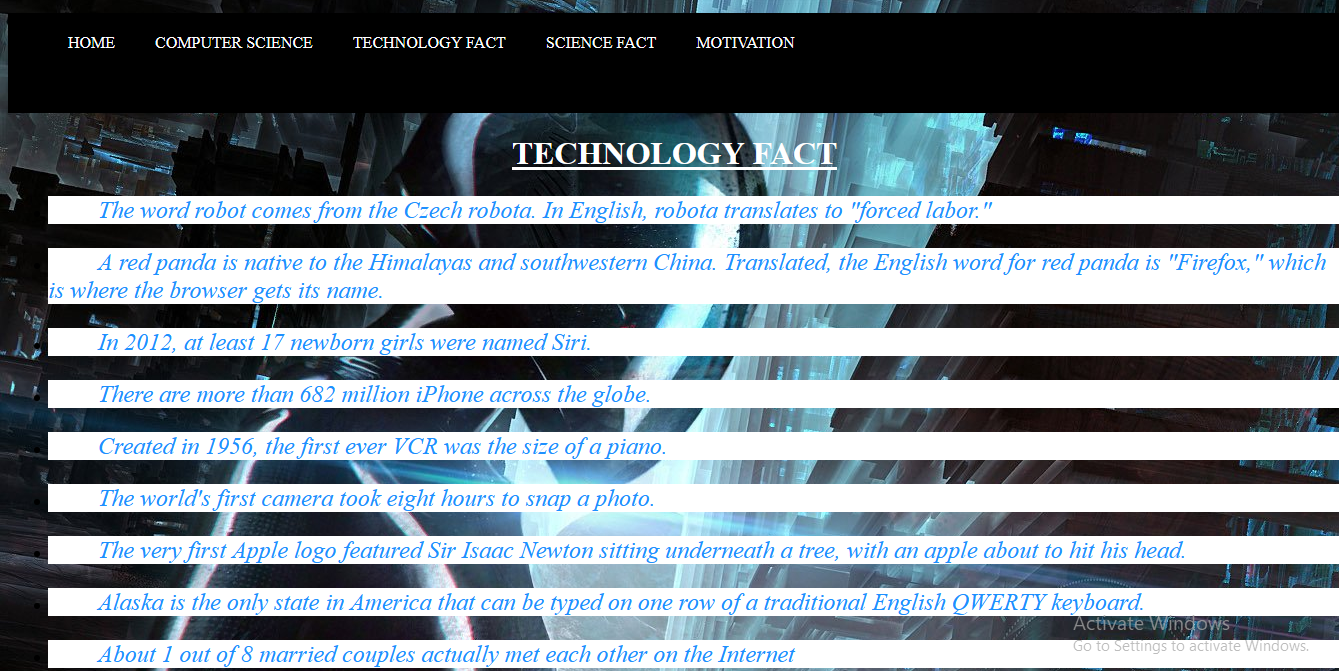 HOME COMPUTER SCIENCE TECHNOLOGY FACT SCIENCE FACT MOTIVATION
TECHNOLOGY FACT
The word robot comes from the Czech robota. In English, robota translates to "forced labor."
A red panda is native to the Himalayas and southwestern China. Translated, the English word for red panda is "Firefox," which
is where the browser gets its name.
In 2012, at least 17 newborn girls were named Siri.
There are more than 682 million iPhone across the globe.
Created in 1956, the first ever VCR was the size of a piano.
The world's first camera took eight hours to snap a photo.
The very first Apple logo featured Sir Isaac Newton sitting underneath a tree, with an apple about to hit his head.
Alaska is the only state in America that can be typed on one row of a traditional English QWERTY keyboard.
Activate Windows
Go to Settings to activate Windows.
About 1 out of 8 married couples actually met each other on the Internet